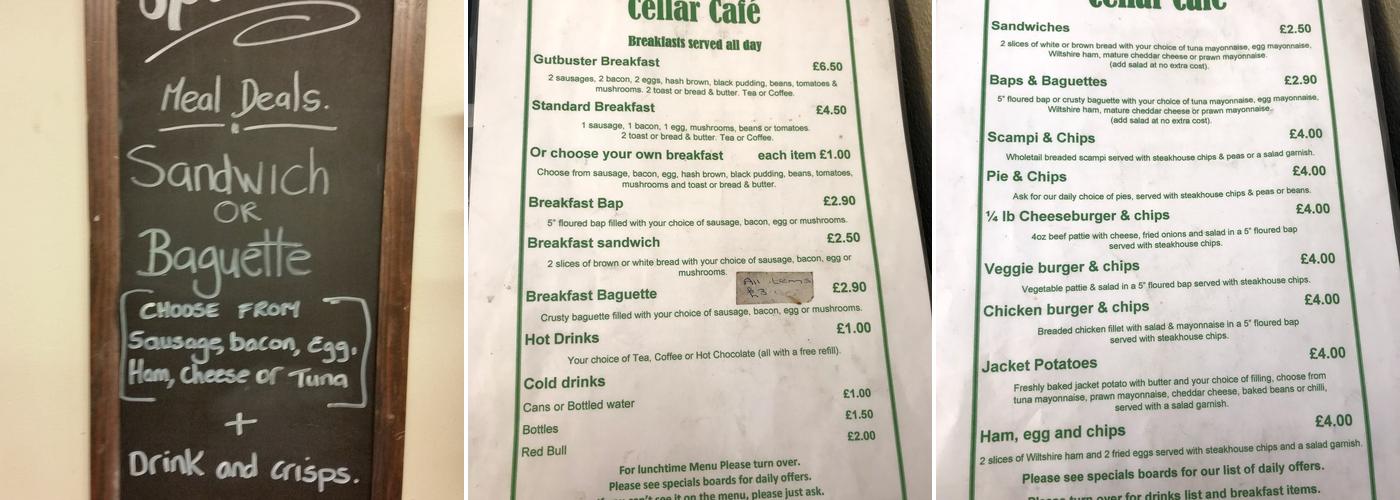 Meal Deals.
Sandwich
OR
Baguette
CHOOSE FROM
Sausage, bacon, Egg,
Ham, cheese or Tuna
+
Drink and crisps.
Cellar Café
Breakfasts served all day
Gutbuster Breakfast £6.50
2 sausages, 2 bacon, 2 eggs, hash brown, black pudding, beans, tomatoes &
mushrooms. 2 toast or bread & butter. Tea or Coffee.
Standard Breakfast £4.50
1 sausage, 1 bacon, 1 egg, mushrooms, beans or tomatoes.
2 toast or bread & butter. Tea or Coffee.
Or choose your own breakfast each item £1.00
Choose from sausage, bacon, egg, hash brown, black pudding, beans, tomatoes,
mushrooms and toast or bread & butter.
Breakfast Bap £2.90
5" floured bap filled with your choice of sausage, bacon, egg or mushrooms.
Breakfast sandwich £2.50
2 slices of brown or white bread with your choice of sausage, bacon, egg or
mushrooms.
All items
£3
Breakfast Baguette £2.90
Crusty baguette filled with your choice of sausage, bacon, egg or mushrooms.
Hot Drinks £1.00
Your choice of Tea, Coffee or Hot Chocolate (all with a free refill).
Cold drinks
Cans or Bottled water £1.00
Bottles £1.50
Red Bull £2.00
For lunchtime Menu Please turn over.
Please see specials boards for daily offers.
see it on the menu, please just ask.
Cellar Café
Sandwiches £2.50
2 slices of white or brown bread with your choice of tuna mayonnaise, egg mayonnaise,
Wiltshire ham, mature cheddar cheese or prawn mayonnaise.
(add salad at no extra cost).
Baps & Baguettes £2.90
5" floured bap or crusty baguette with your choice of tuna mayonnaise, egg mayonnaise,
Wiltshire ham, mature cheddar cheese or prawn mayonnaise.
(add salad at no extra cost).
Scampi & Chips £4.00
Wholetail breaded scampi served with steakhouse chips & peas or a salad garnish.
Pie & Chips £4.00
Ask for our daily choice of pies, served with steakhouse chips & peas or beans.
¼ lb Cheeseburger & chips £4.00
4oz beef pattie with cheese, fried onions and salad in a 5" floured bap
served with steakhouse chips.
Veggie burger & chips £4.00
Vegetable pattie & salad in a 5" floured bap served with steakhouse chips.
Chicken burger & chips £4.00
Breaded chicken fillet with salad & mayonnaise in a 5" floured bap
served with steakhouse chips.
Jacket Potatoes £4.00
Freshly baked jacket potato with butter and your choice of filling, choose from
tuna mayonnaise, prawn mayonnaise, cheddar cheese, baked beans or chilli,
served with a salad garnish.
Ham, egg and chips £4.00
2 slices of Wiltshire ham and 2 fried eggs served with steakhouse chips and a salad garnish.
Please see specials boards for our list of daily offers.
turn over for drinks list and breakfast items.